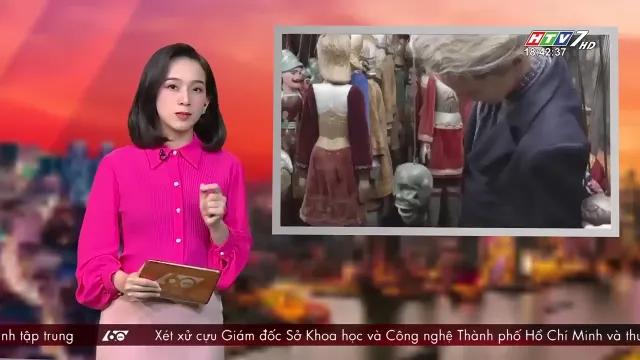 HTV7 HD
18:42:37
nh tập trung
60
Xét xử cựu Giám đốc Sở Khoa học và Công nghệ Thành phố Hồ Chí Minh và thu